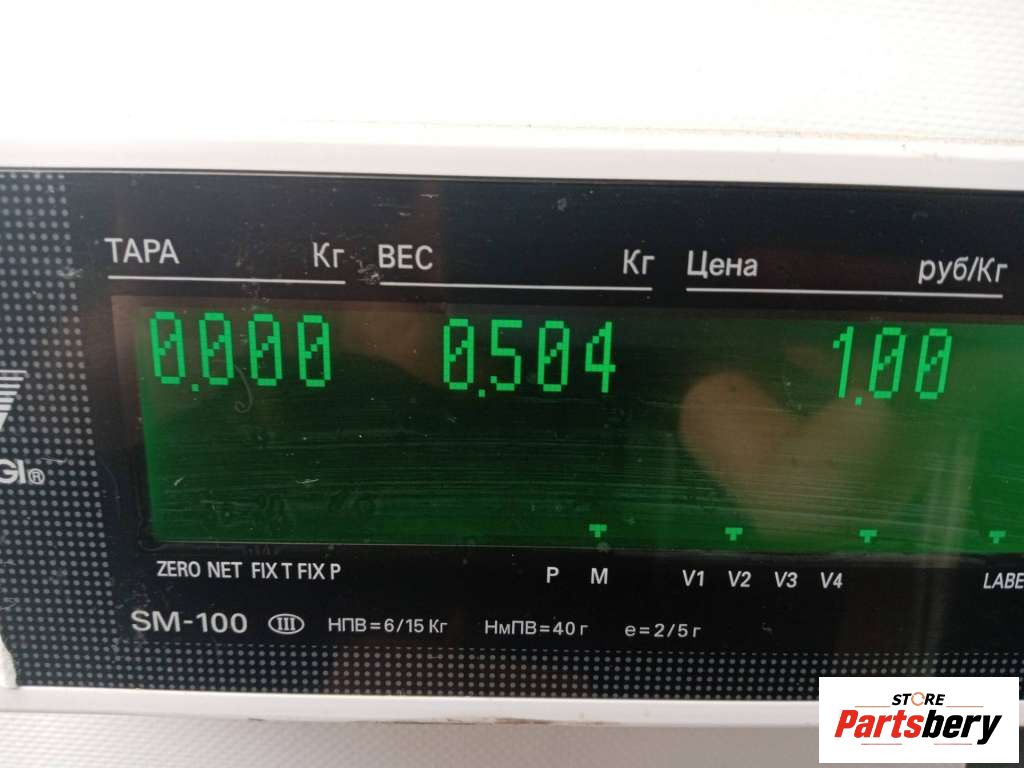 ТАРА Кг ВЕС Кг Цена руб/Кг
0.000 0.504 1.00
GI®
ZERO NET FIX T FIX P P M V1 V2 V3 V4 LABE
SM-100 III НПВ=6/15 Кг НмПВ=40 г е=2/5 г
STORE
Partsbery